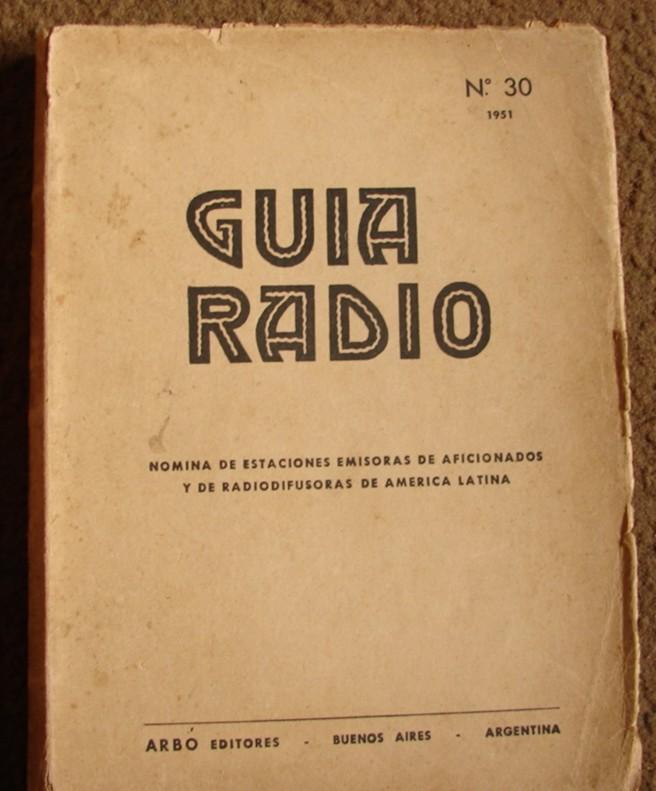 Nº 30
1951
GUIA
RADIO
NOMINA DE ESTACIONES EMISORAS DE AFICIONADOS
Y DE RADIODIFUSORAS DE AMERICA LATINA
ARBÓ EDITORES - BUENOS AIRES - ARGENTINA